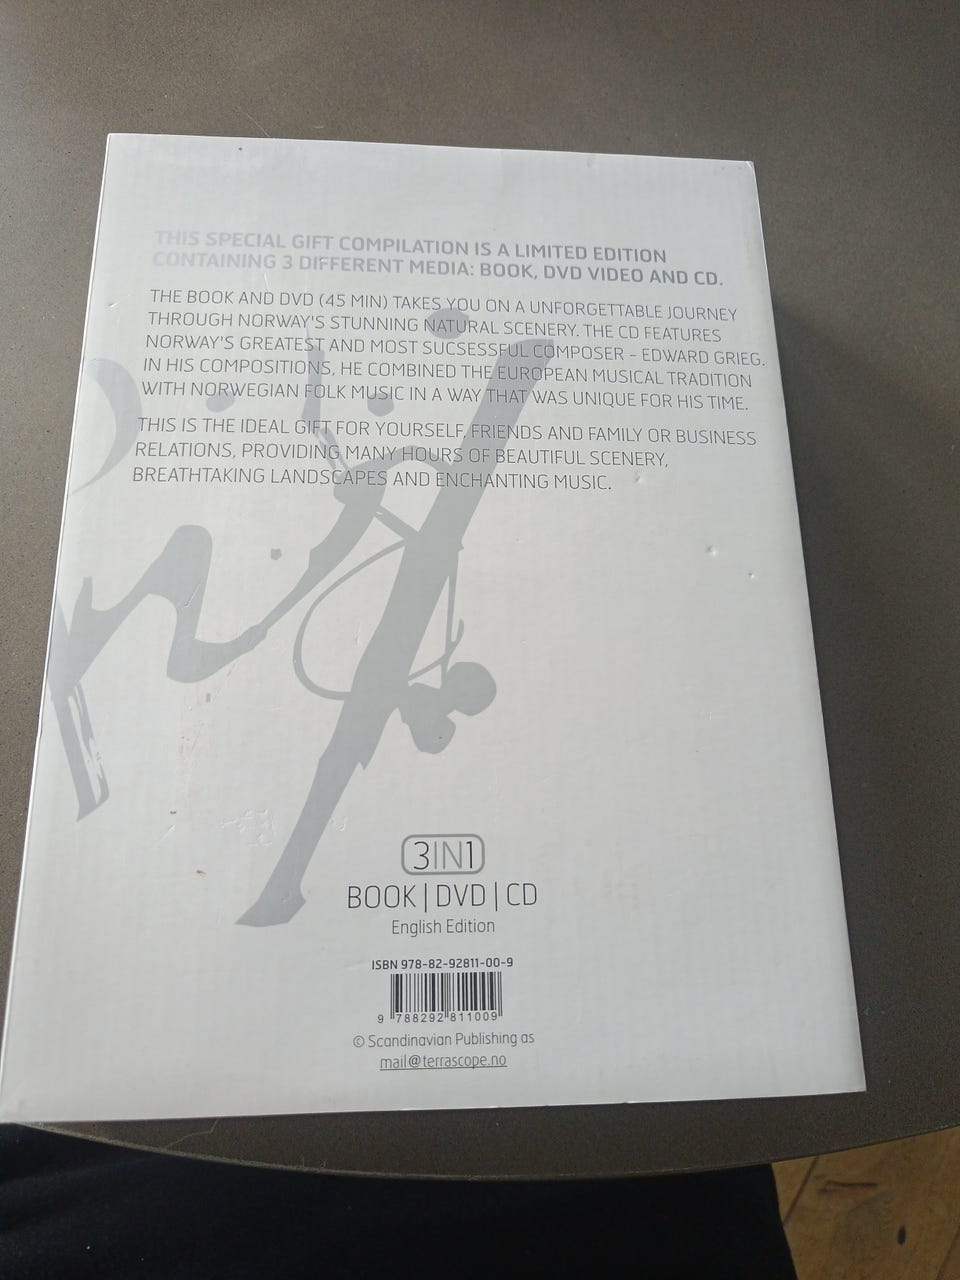 THIS SPECIAL GIFT COMPILATION IS A LIMITED EDITION
CONTAINING 3 DIFFERENT MEDIA: BOOK, DVD VIDEO AND CD.
THE BOOK AND DVD (45 MIN) TAKES YOU ON A UNFORGETTABLE JOURNEY
THROUGH NORWAY'S STUNNING NATURAL SCENERY. THE CD FEATURES
NORWAY'S GREATEST AND MOST SUCSESSFUL COMPOSER – EDWARD GRIEG.
IN HIS COMPOSITIONS, HE COMBINED THE EUROPEAN MUSICAL TRADITION
WITH NORWEGIAN FOLK MUSIC IN A WAY THAT WAS UNIQUE FOR HIS TIME.
THIS IS THE IDEAL GIFT FOR YOURSELF, FRIENDS AND FAMILY OR BUSINESS
RELATIONS, PROVIDING MANY HOURS OF BEAUTIFUL SCENERY,
BREATHTAKING LANDSCAPES AND ENCHANTING MUSIC.
3IN1
BOOK | DVD | CD
English Edition
ISBN 978-82-92811-00-9
9 788292 811009
© Scandinavian Publishing as
mail@terrascope.no